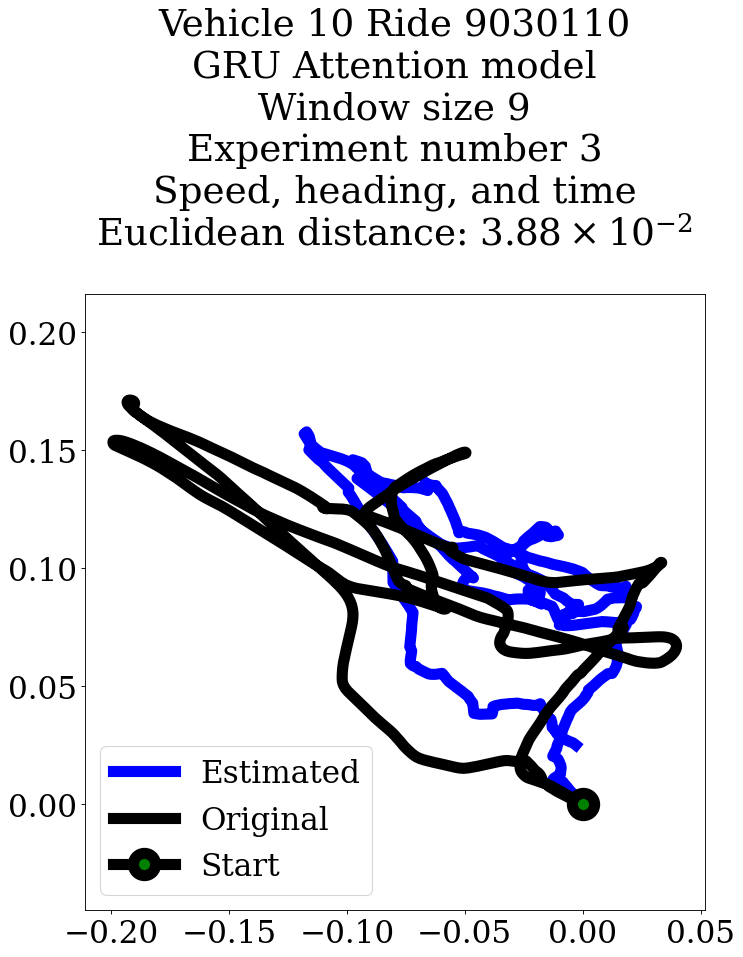 Vehicle 10 Ride 9030110
GRU Attention model
Window size 9
Experiment number 3
Speed, heading, and time
Euclidean distance: 3.88 × 10⁻²
0.20
0.15
0.10
0.05
0.00
Estimated
Original
Start
−0.20 −0.15 −0.10 −0.05 0.00 0.05